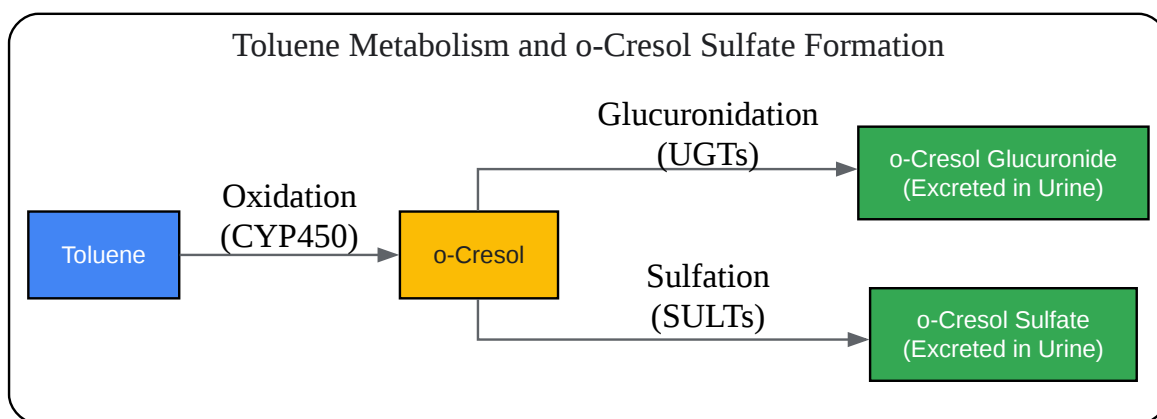 Toluene Metabolism and o-Cresol Sulfate Formation
Glucuronidation
(UGTs)
o-Cresol Glucuronide
(Excreted in Urine)
Oxidation
(CYP450)
Toluene
o-Cresol
Sulfation
(SULTs)
o-Cresol Sulfate
(Excreted in Urine)